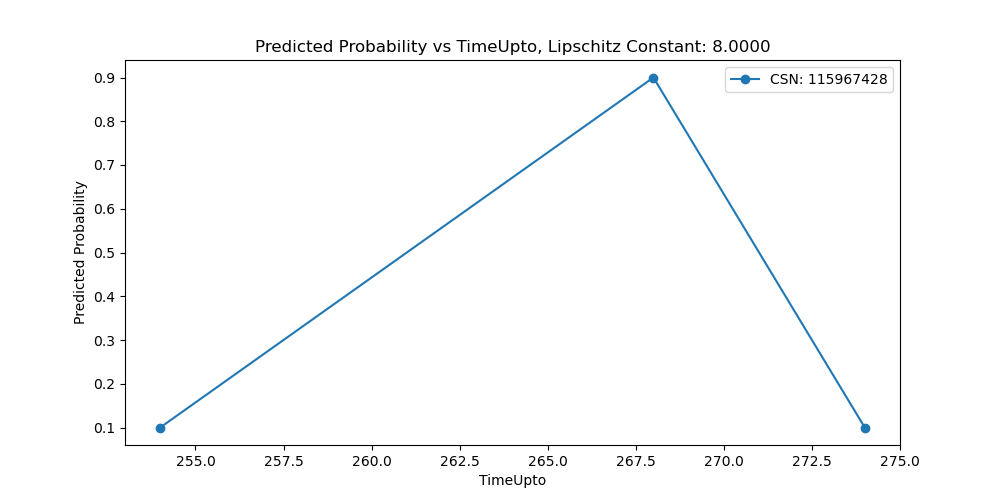 Predicted Probability vs TimeUpto, Lipschitz Constant: 8.0000
CSN: 115967428
Predicted Probability
0.9
0.8
0.7
0.6
0.5
0.4
0.3
0.2
0.1
255.0 257.5 260.0 262.5 265.0 267.5 270.0 272.5 275.0
TimeUpto